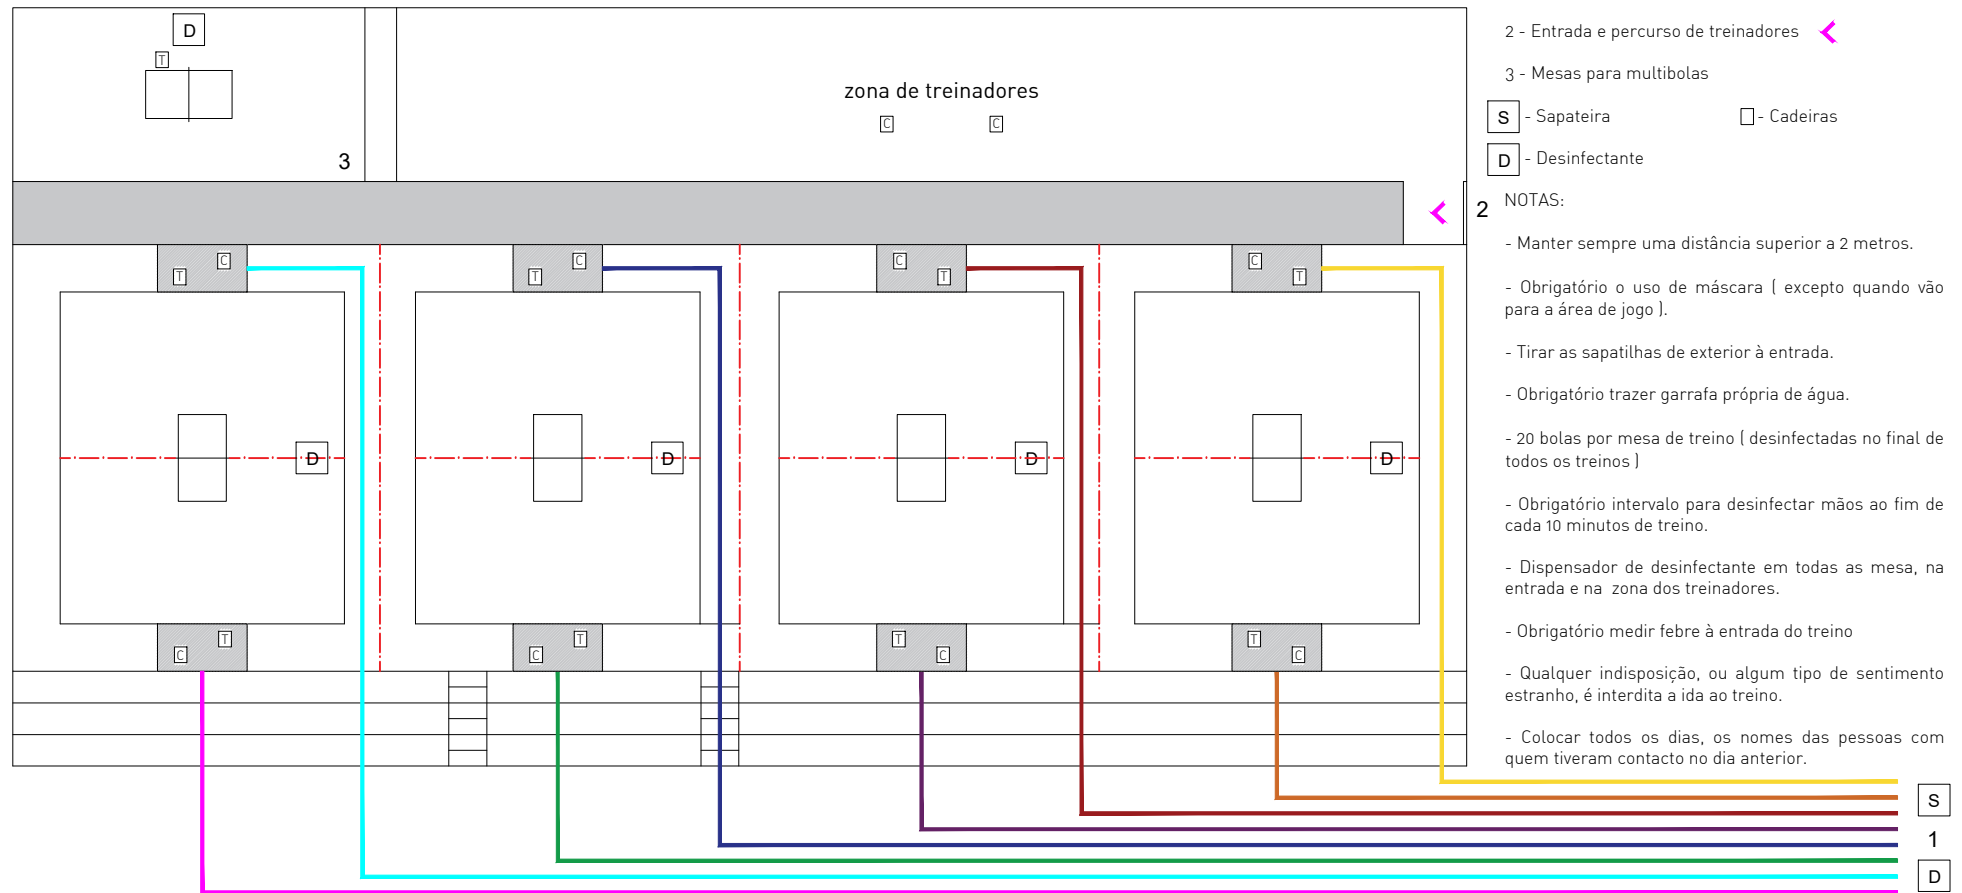 D
T
zona de treinadores
C C
3
2
C T
C T
C T
C T
D D D D
T C
T C
T C
T C
2 - Entrada e percurso de treinadores
3 - Mesas para multibolas
S - Sapateira
- Cadeiras
D - Desinfectante
NOTAS:
- Manter sempre uma distância superior a 2 metros.
- Obrigatório o uso de máscara ( excepto quando vão
para a área de jogo ).
- Tirar as sapatilhas de exterior à entrada.
- Obrigatório trazer garrafa própria de água.
- 20 bolas por mesa de treino ( desinfectadas no final de
todos os treinos )
- Obrigatório intervalo para desinfectar mãos ao fim de
cada 10 minutos de treino.
- Dispensador de desinfectante em todas as mesa, na
entrada e na zona dos treinadores.
- Obrigatório medir febre à entrada do treino
- Qualquer indisposição, ou algum tipo de sentimento
estranho, é interdita a ida ao treino.
- Colocar todos os dias, os nomes das pessoas com
quem tiveram contacto no dia anterior.
S
1
D